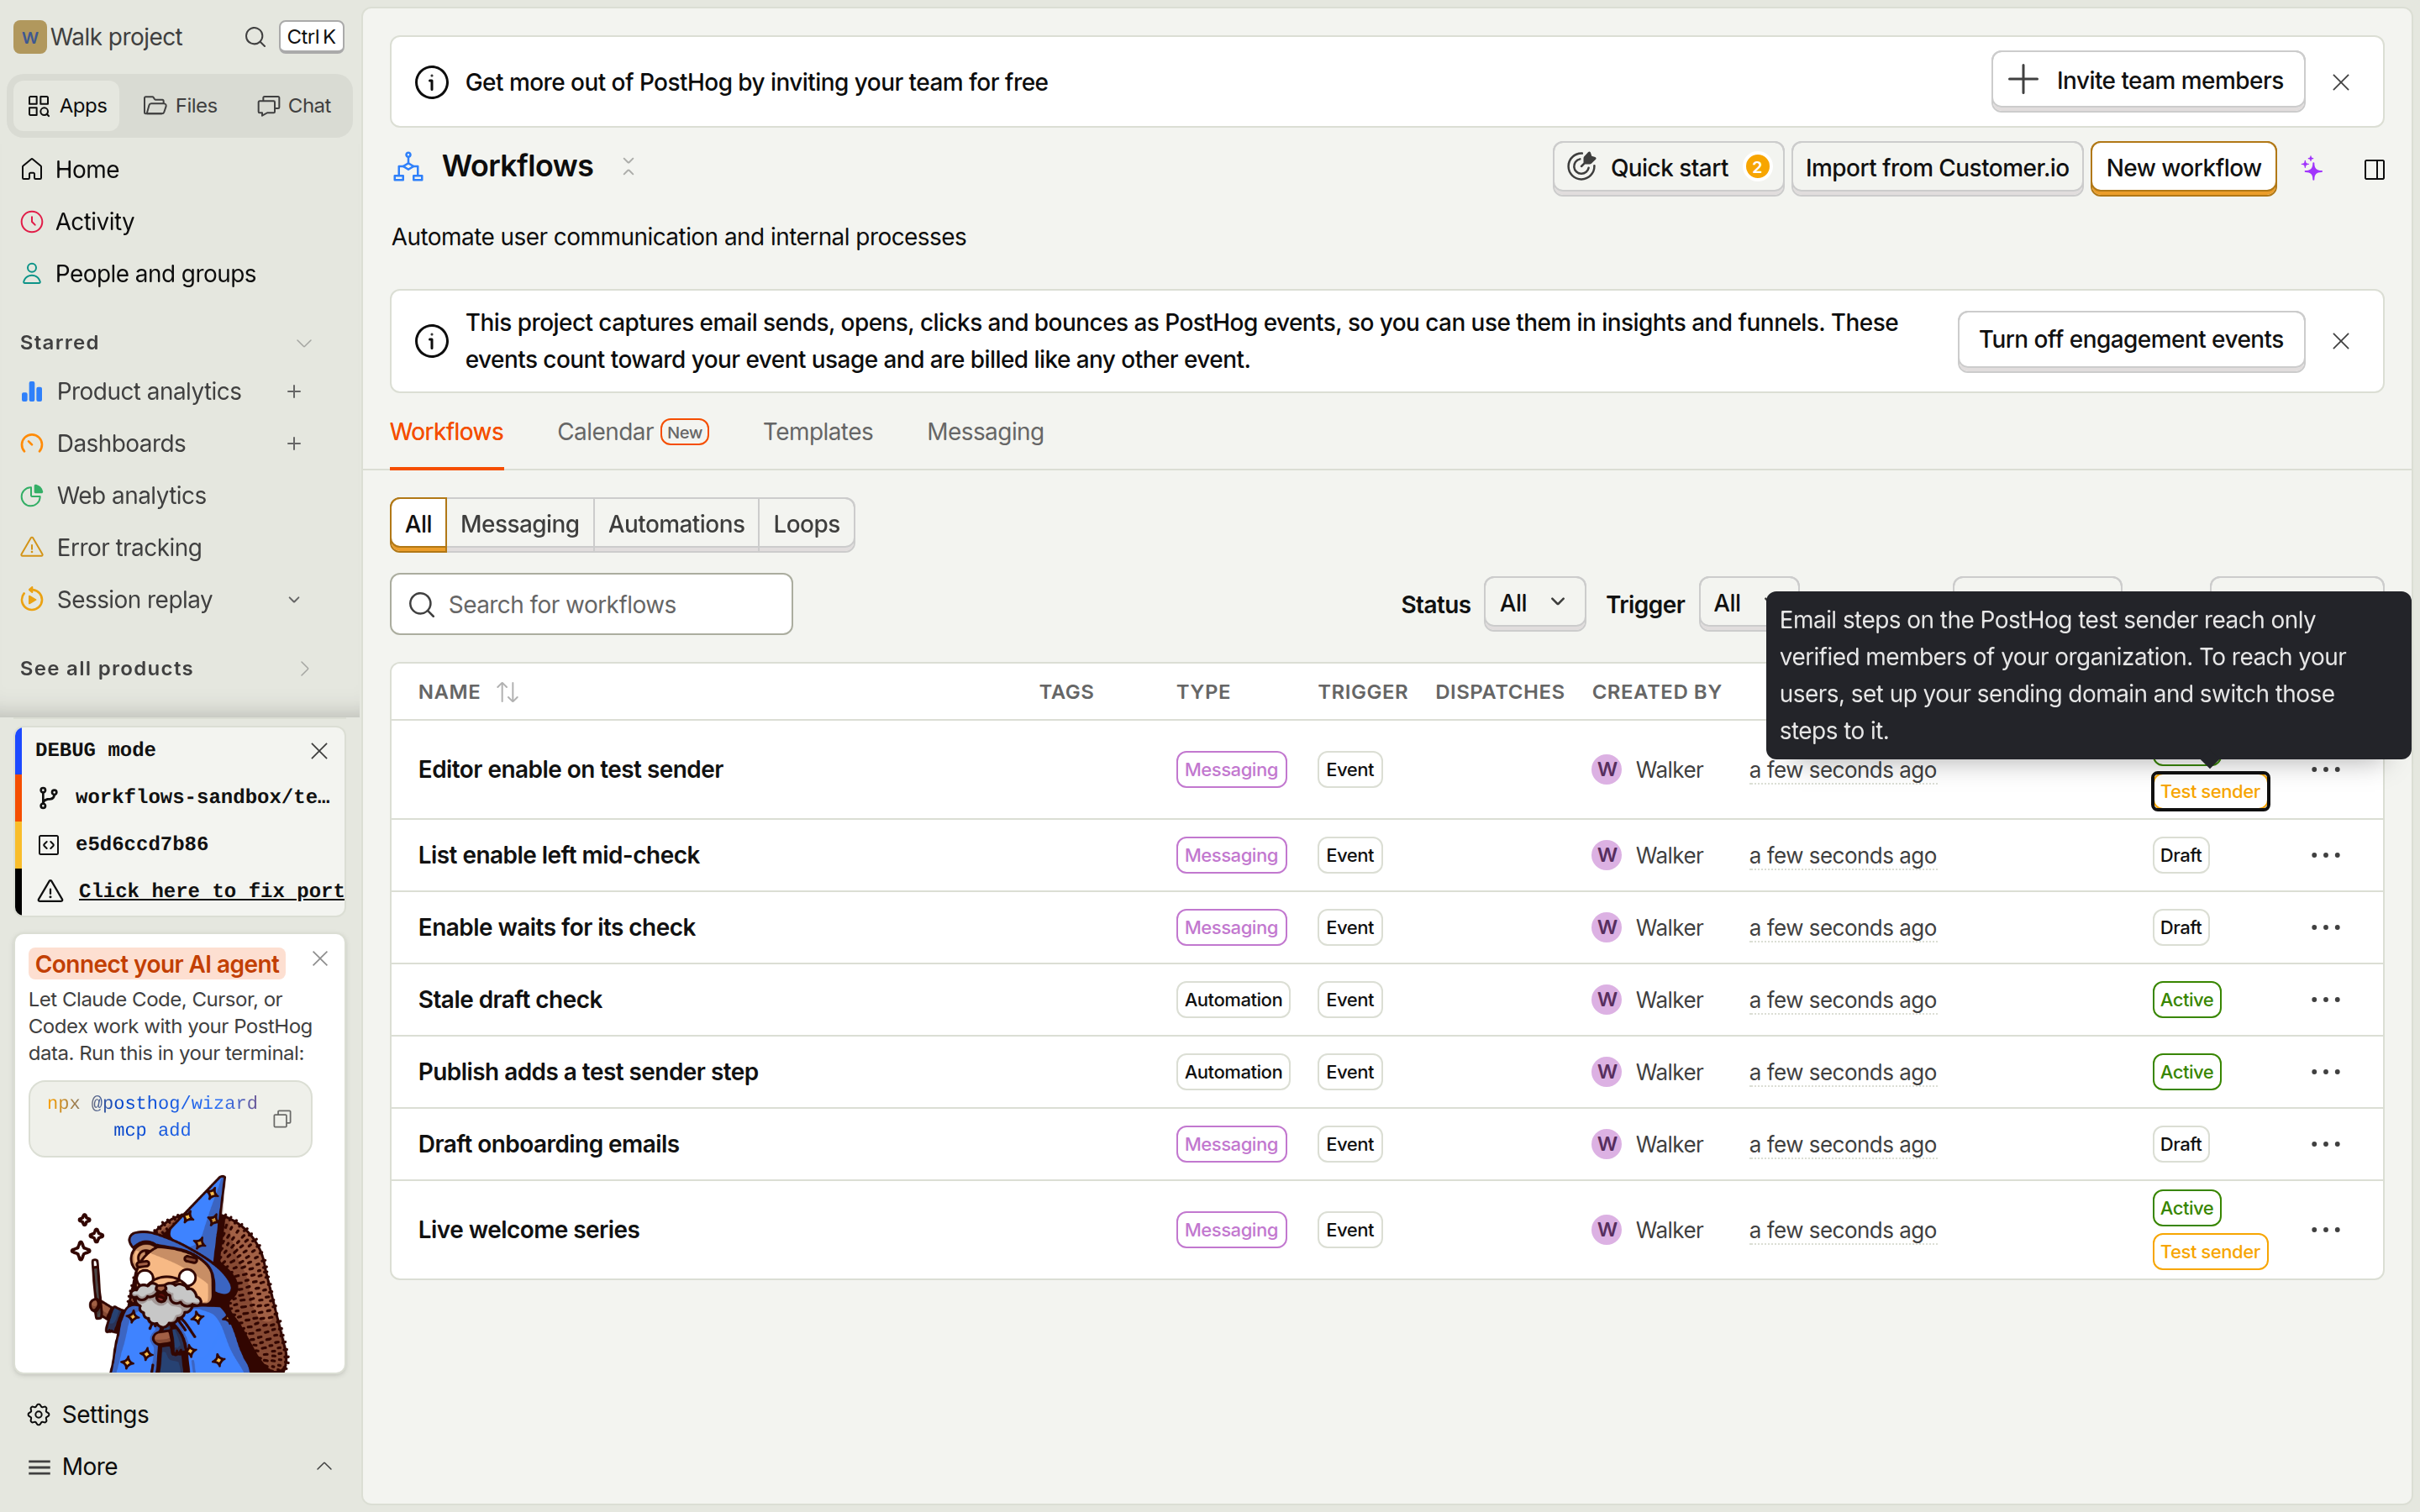 W Walk project Ctrl K
Apps Files Chat
Home
Activity
People and groups
Starred
Product analytics
Dashboards
Web analytics
Error tracking
Session replay
See all products
DEBUG mode
workflows-sandbox/te…
e5d6ccd7b86
Click here to fix port
Connect your AI agent
Let Claude Code, Cursor, or
Codex work with your PostHog
data. Run this in your terminal:
npx @posthog/wizard
mcp add
Settings
More
Get more out of PostHog by inviting your team for free
Invite team members
Workflows
Quick start 2
Import from Customer.io
New workflow
Automate user communication and internal processes
This project captures email sends, opens, clicks and bounces as PostHog events, so you can use them in insights and funnels. These
events count toward your event usage and are billed like any other event.
Turn off engagement events
Workflows Calendar New Templates Messaging
All Messaging Automations Loops
Search for workflows
Status All Trigger All
Email steps on the PostHog test sender reach only
verified members of your organization. To reach your
users, set up your sending domain and switch those
steps to it.
NAME TAGS TYPE TRIGGER DISPATCHES CREATED BY
Editor enable on test sender Messaging Event W Walker a few seconds ago
Test sender
List enable left mid-check Messaging Event W Walker a few seconds ago Draft
Enable waits for its check Messaging Event W Walker a few seconds ago Draft
Stale draft check Automation Event W Walker a few seconds ago Active
Publish adds a test sender step Automation Event W Walker a few seconds ago Active
Draft onboarding emails Messaging Event W Walker a few seconds ago Draft
Live welcome series Messaging Event W Walker a few seconds ago Active
Test sender